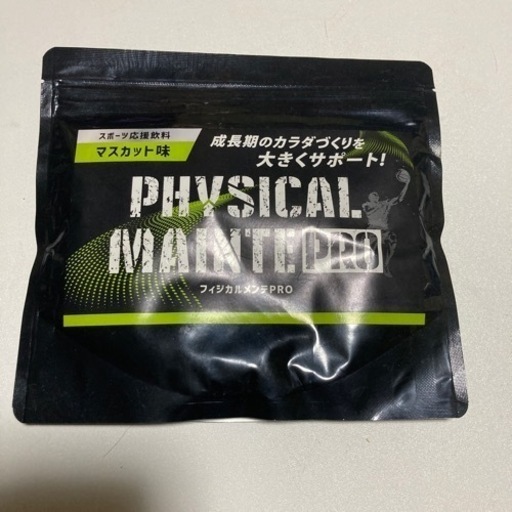 スポーツ応援飲料
マスカット味
成長期のカラダづくりを
大きくサポート!
PHYSICAL
MAINTE PRO
フィジカルメンテPRO